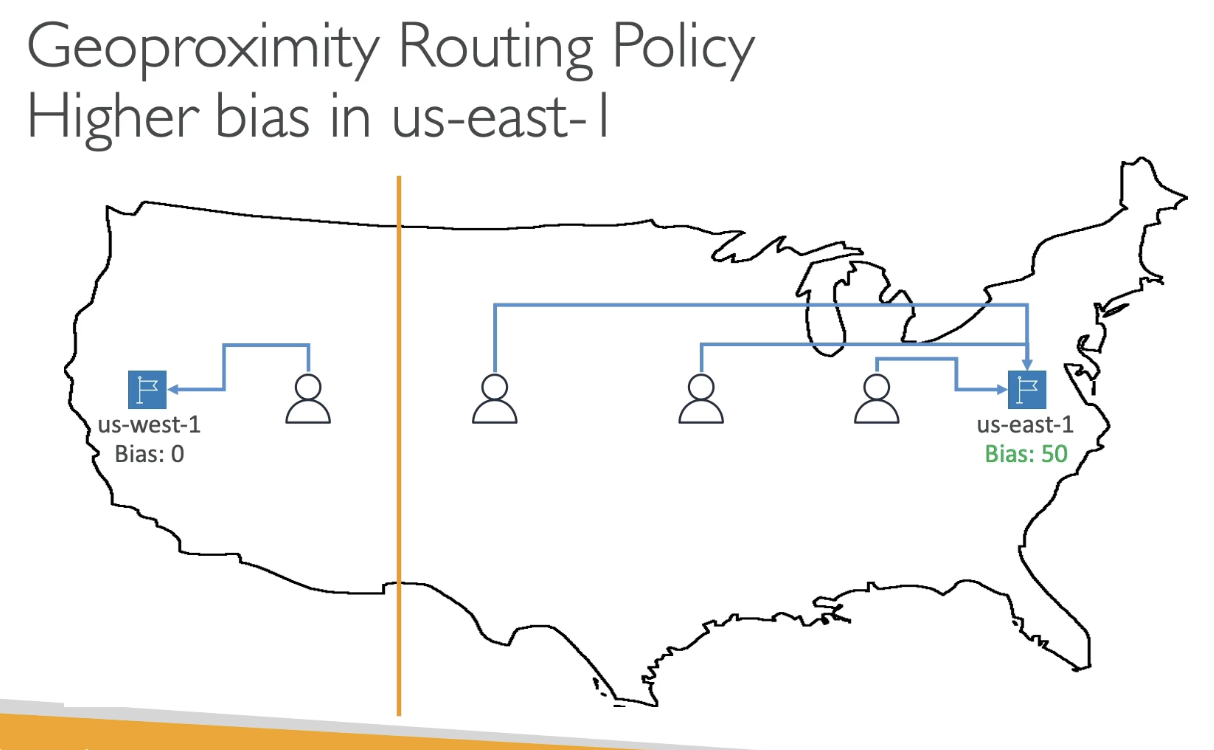 Geoproximity Routing Policy
Higher bias in us-east-1
us-west-1
Bias: 0
us-east-1
Bias: 50